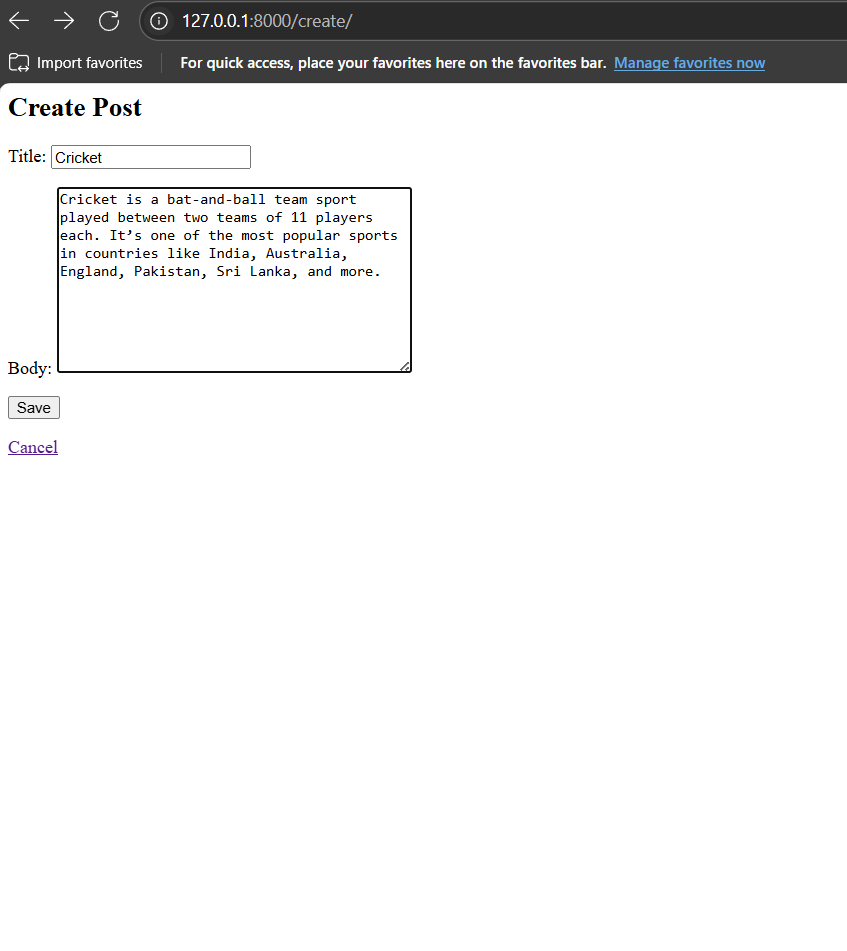 127.0.0.1:8000/create/
Import favorites For quick access, place your favorites here on the favorites bar. Manage favorites now
Create Post
Title: Cricket
Cricket is a bat-and-ball team sport
played between two teams of 11 players
each. It’s one of the most popular sports
in countries like India, Australia,
England, Pakistan, Sri Lanka, and more.
Body:
Save
Cancel